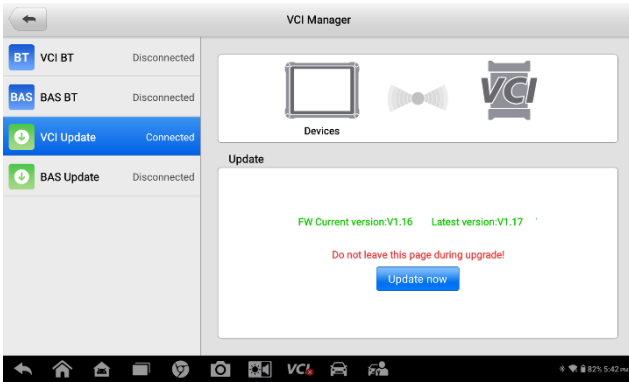 VCI Manager
BT VCI BT Disconnected
BAS BAS BT Disconnected
VCI Update Connected
BAS Update Disconnected
VCI
Devices
Update
FW Current version:V1.16 Latest version:V1.17
Do not leave this page during upgrade!
Update now
VCI 82% 5:42 PM